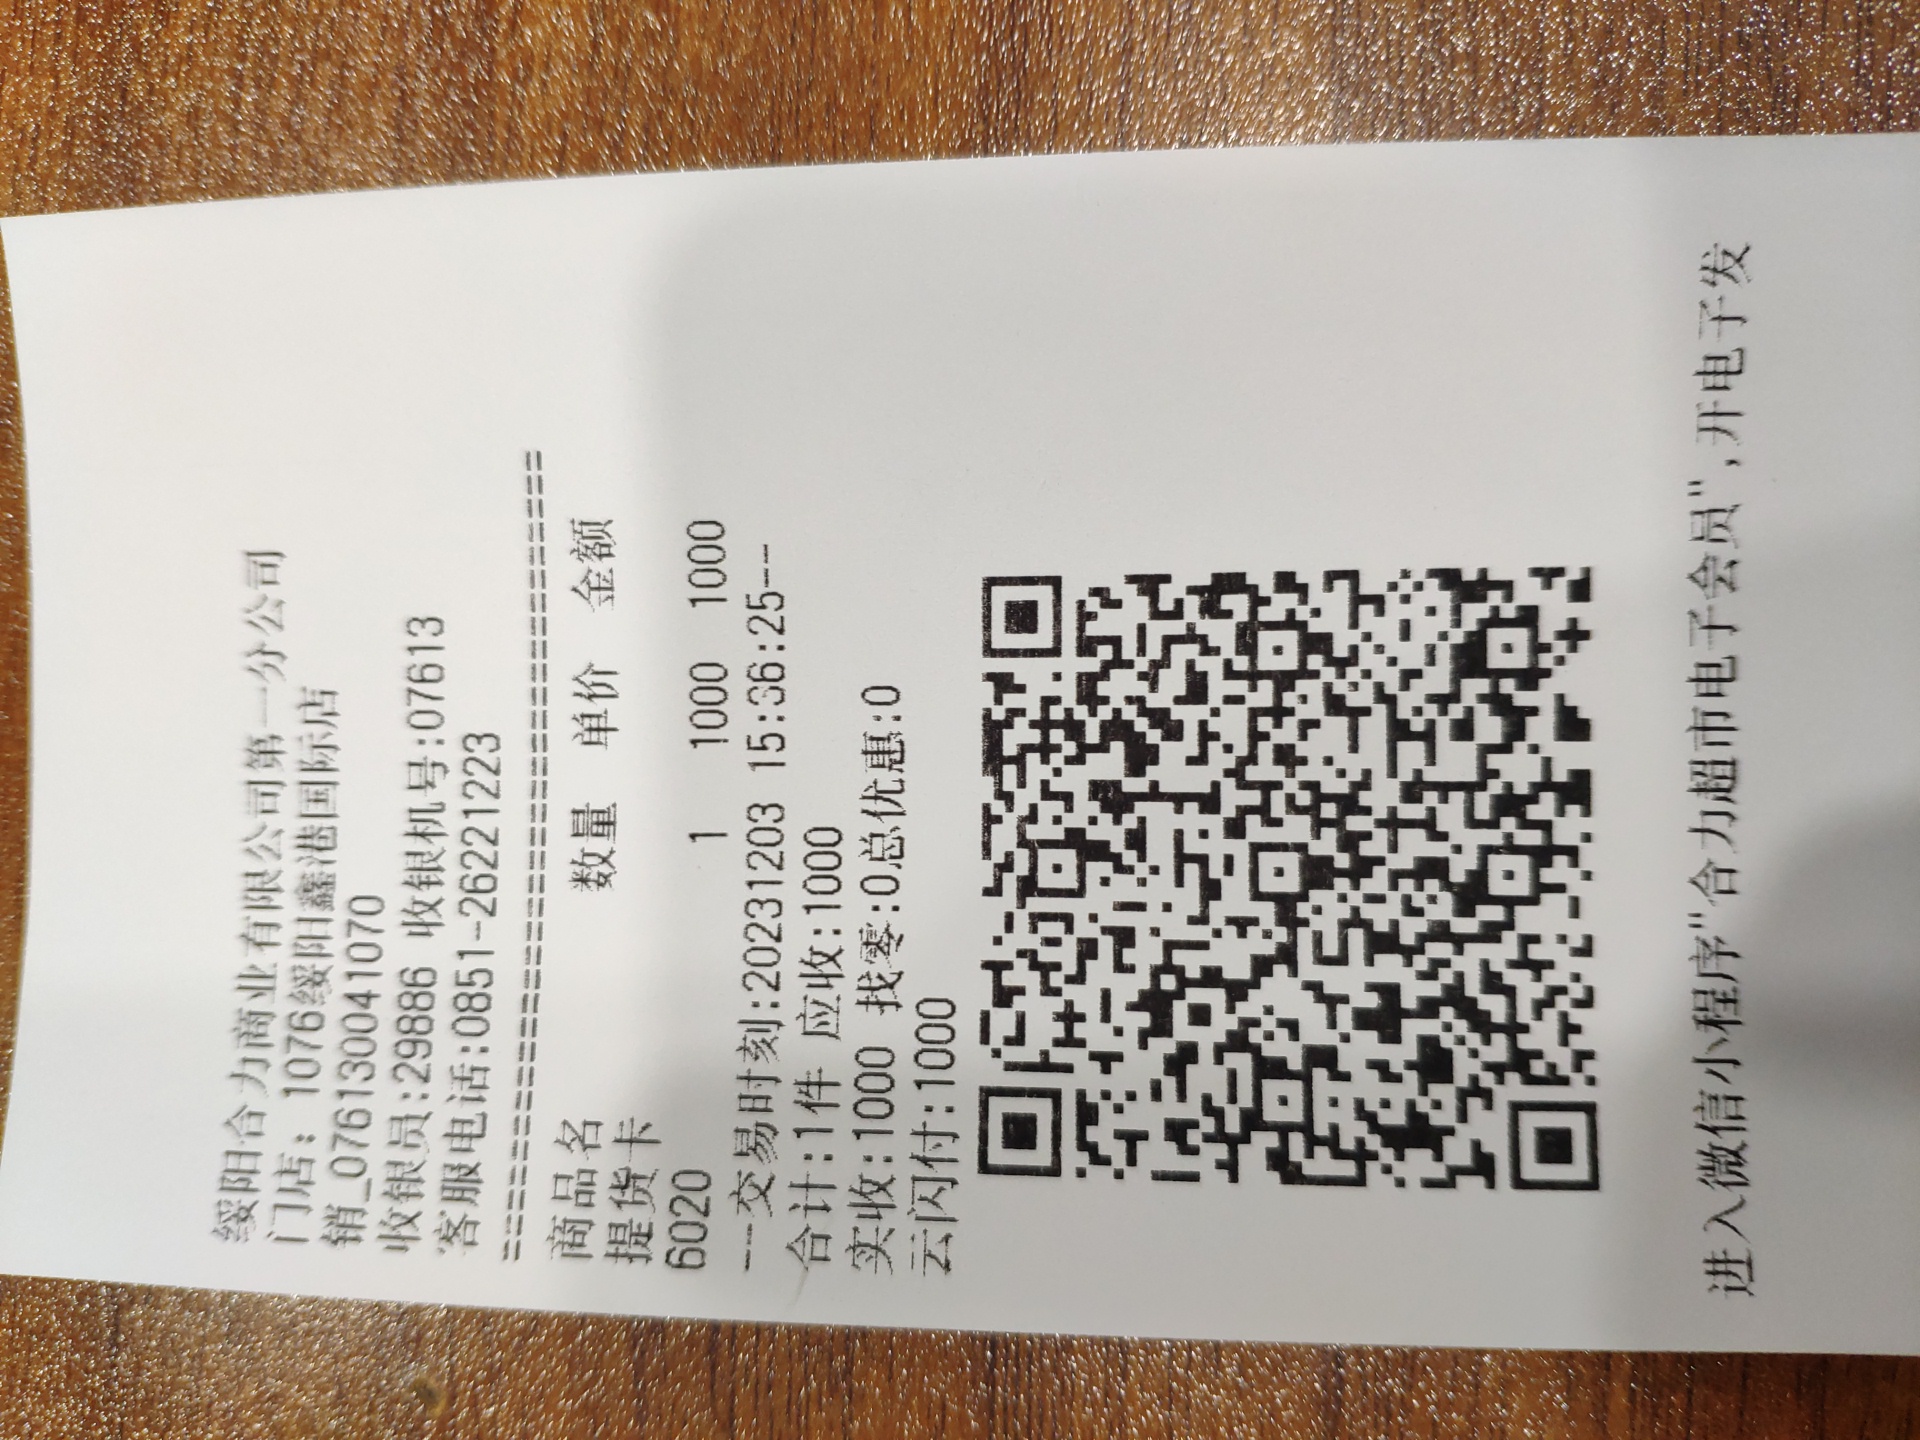 绥阳合力商业有限公司第一分公司
门店: 1076绥阳鑫港国际店
销_0761300041070
收银员:29886 收银机号:07613
客服电话:0851-26221223
==============================
商品名 数量 单价 金额
提货卡
6020 1 1000 1000
---交易时刻:20231203 15:36:25---
合计:1件 应收:1000
实收:1000 找零:0总优惠:0
云闪付:1000
进入微信小程序"合力超市电子会员",开电子发